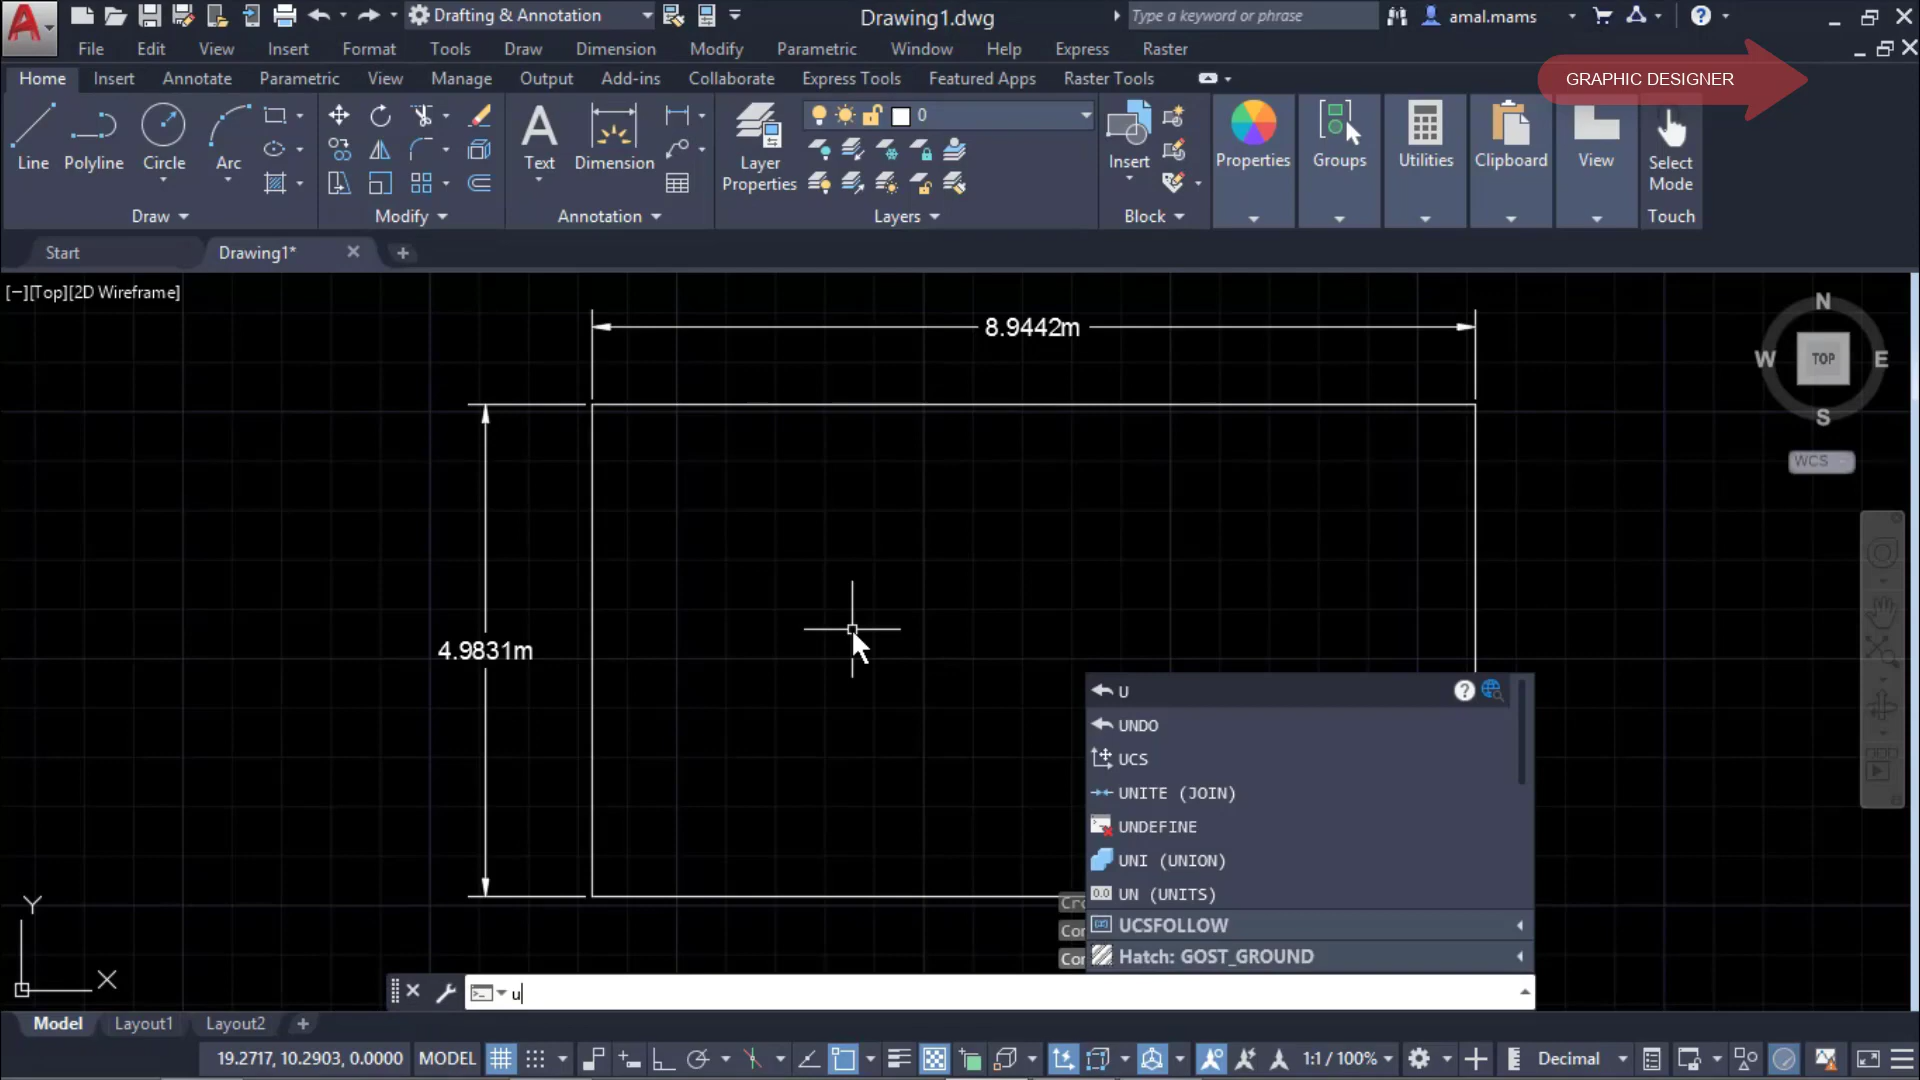 Drafting & Annotation
Drawing1.dwg
Type a keyword or phrase
amal.mams
File Edit View Insert Format Tools Draw Dimension Modify Parametric Window Help Express Raster
Home Insert Annotate Parametric View Manage Output Add-ins Collaborate Express Tools Featured Apps Raster Tools
GRAPHIC DESIGNER
0
Line Polyline Circle Arc Text Dimension Layer Properties Insert Properties Groups Utilities Clipboard View Select Mode
Draw Modify Annotation Layers Block Touch
Start Drawing1*
[−][Top][2D Wireframe]
N
8.9442m
W TOP E
S
WCS
4.9831m
U
UNDO
UCS
UNITE (JOIN)
UNDEFINE
UNI (UNION)
UN (UNITS)
UCSFOLLOW
Hatch: GOST_GROUND
Y
X
u
Model Layout1 Layout2
19.2717, 10.2903, 0.0000 MODEL 1:1 / 100% Decimal